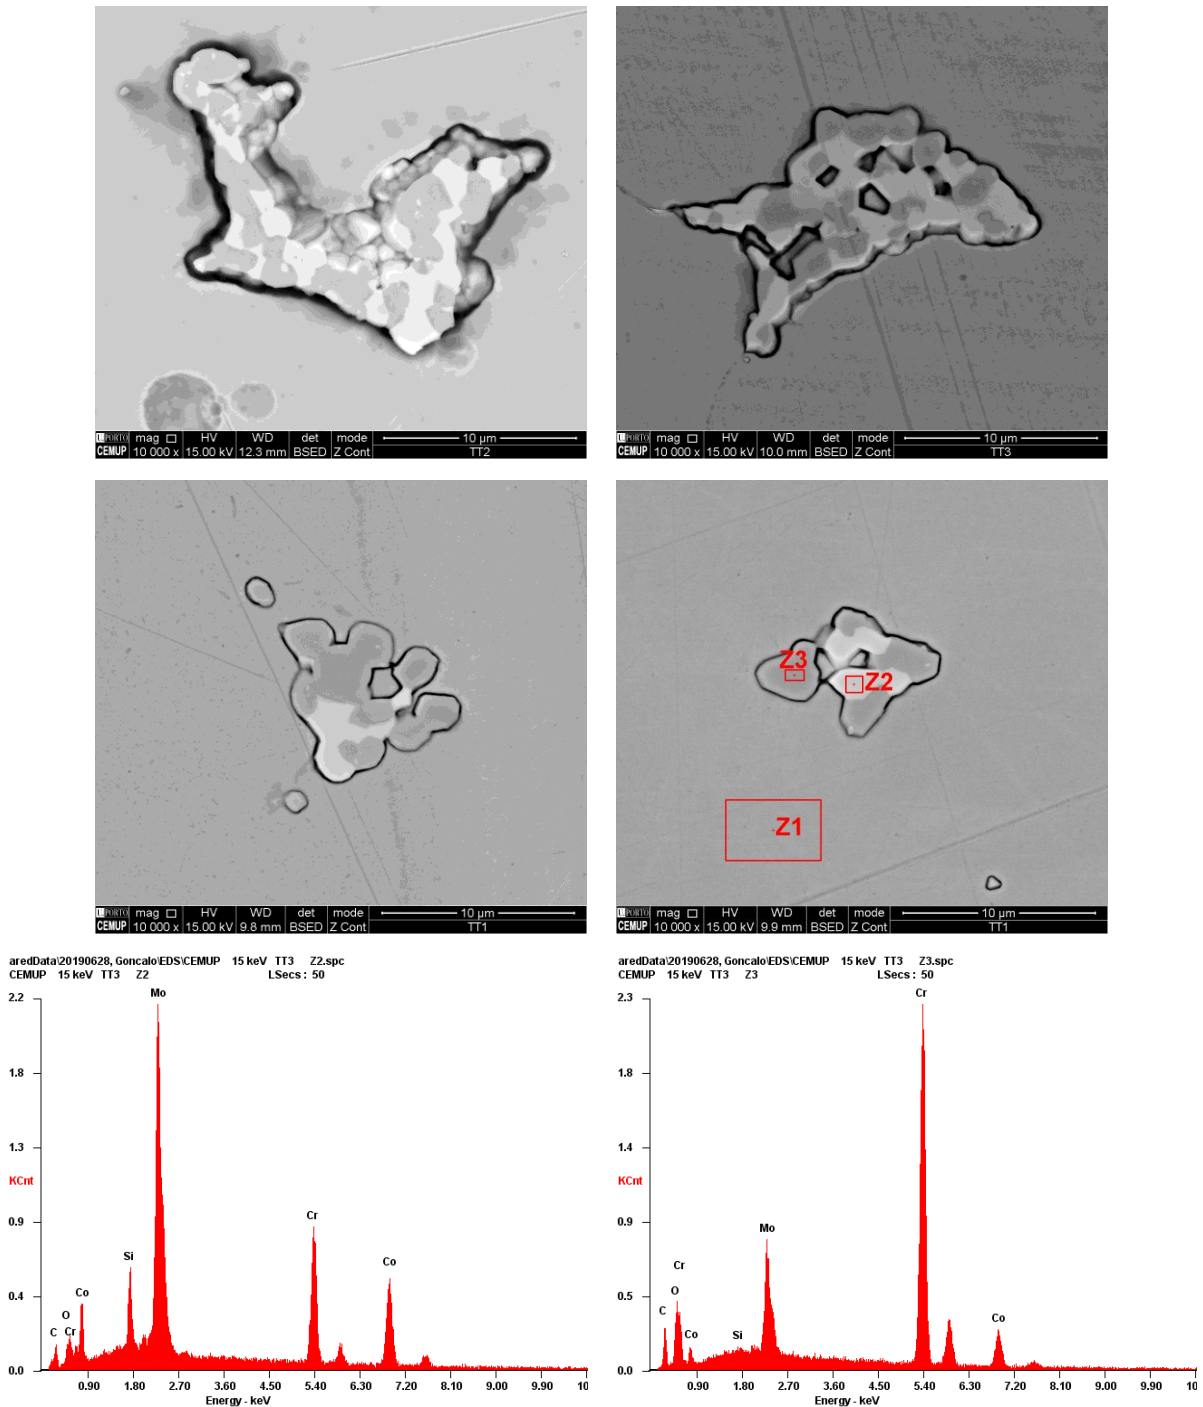 U.PORTO mag HV WD det mode 10 µm
CEMUP 10 000 x 15.00 kV 12.3 mm BSED Z Cont TT2
U.PORTO mag HV WD det mode 10 µm
CEMUP 10 000 x 15.00 kV 10.0 mm BSED Z Cont TT3
Z3
Z2
Z1
U.PORTO mag HV WD det mode 10 µm
CEMUP 10 000 x 15.00 kV 9.8 mm BSED Z Cont TT1
U.PORTO mag HV WD det mode 10 µm
CEMUP 10 000 x 15.00 kV 9.9 mm BSED Z Cont TT1
aredData\20190628, Goncalo\EDS\CEMUP 15 keV TT3 Z2.spc
CEMUP 15 keV TT3 Z2 LSecs : 50
2.2
1.8
1.3
KCnt
0.9
0.4
0.0
Mo
Cr
Si
Co
Co
O
C Cr
0.90 1.80 2.70 3.60 4.50 5.40 6.30 7.20 8.10 9.00 9.90 10
Energy - keV
aredData\20190628, Goncalo\EDS\CEMUP 15 keV TT3 Z3.spc
CEMUP 15 keV TT3 Z3 LSecs : 50
2.3
1.8
1.4
KCnt
0.9
0.5
0.0
Cr
Mo
Cr
O
C
Co
Si
Co
0.90 1.80 2.70 3.60 4.50 5.40 6.30 7.20 8.10 9.00 9.90 10
Energy - keV